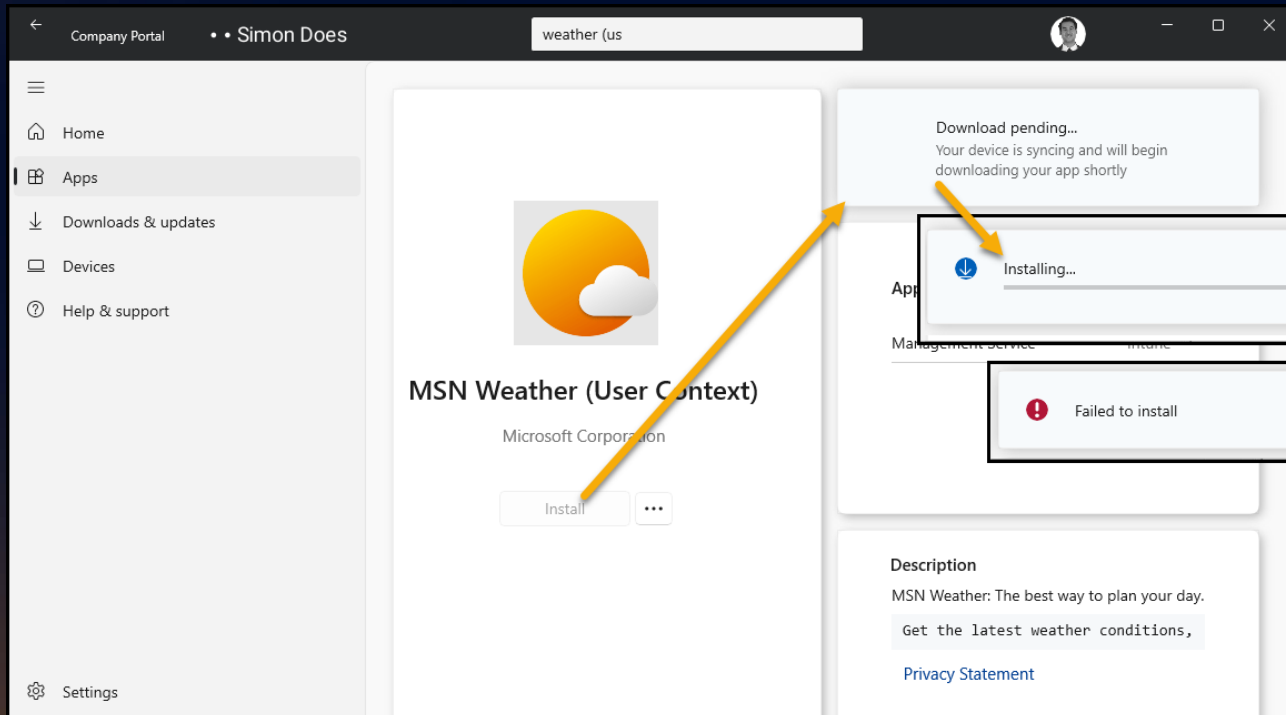 Company Portal
• • Simon Does
weather (us
Home
Apps
Downloads & updates
Devices
Help & support
Settings
MSN Weather (User Context)
Microsoft Corporation
Install
Download pending...
Your device is syncing and will begin
downloading your app shortly
Installing...
App
Management Service
Intune
Failed to install
Description
MSN Weather: The best way to plan your day.
Get the latest weather conditions,
Privacy Statement